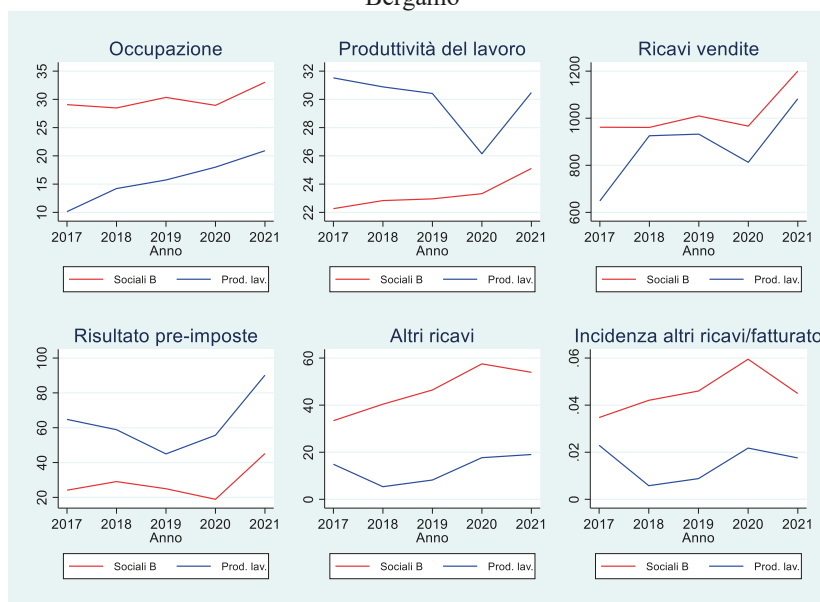 Bergamo
Occupazione
35
30
25
20
15
10
2017 2018 2019 2020 2021
Anno
Sociali B Prod. lav.
Produttività del lavoro
32
30
28
26
24
22
2017 2018 2019 2020 2021
Anno
Sociali B Prod. lav.
Ricavi vendite
1200
1000
800
600
2017 2018 2019 2020 2021
Anno
Sociali B Prod. lav.
Risultato pre-imposte
100
80
60
40
20
2017 2018 2019 2020 2021
Anno
Sociali B Prod. lav.
Altri ricavi
60
40
20
0
2017 2018 2019 2020 2021
Anno
Sociali B Prod. lav.
Incidenza altri ricavi/fatturato
.06
.04
.02
0
2017 2018 2019 2020 2021
Anno
Sociali B Prod. lav.